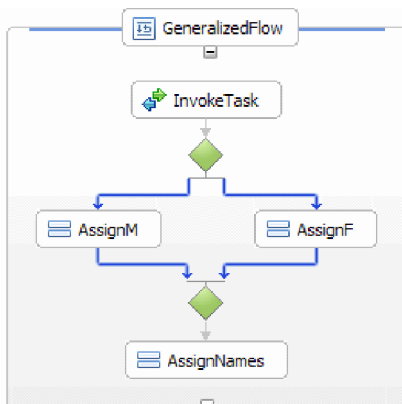 GeneralizedFlow
InvokeTask
AssignM
AssignF
AssignNames